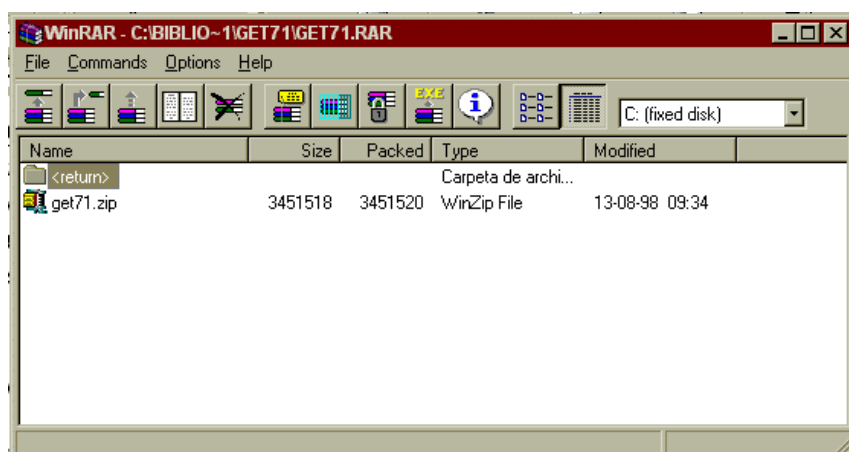 WinRAR - C:\BIBLIO~1\GET71\GET71.RAR
File Commands Options Help
EXE
C: (fixed disk)
Name Size Packed Type Modified
<return> Carpeta de archi...
get71.zip 3451518 3451520 WinZip File 13-08-98 09:34